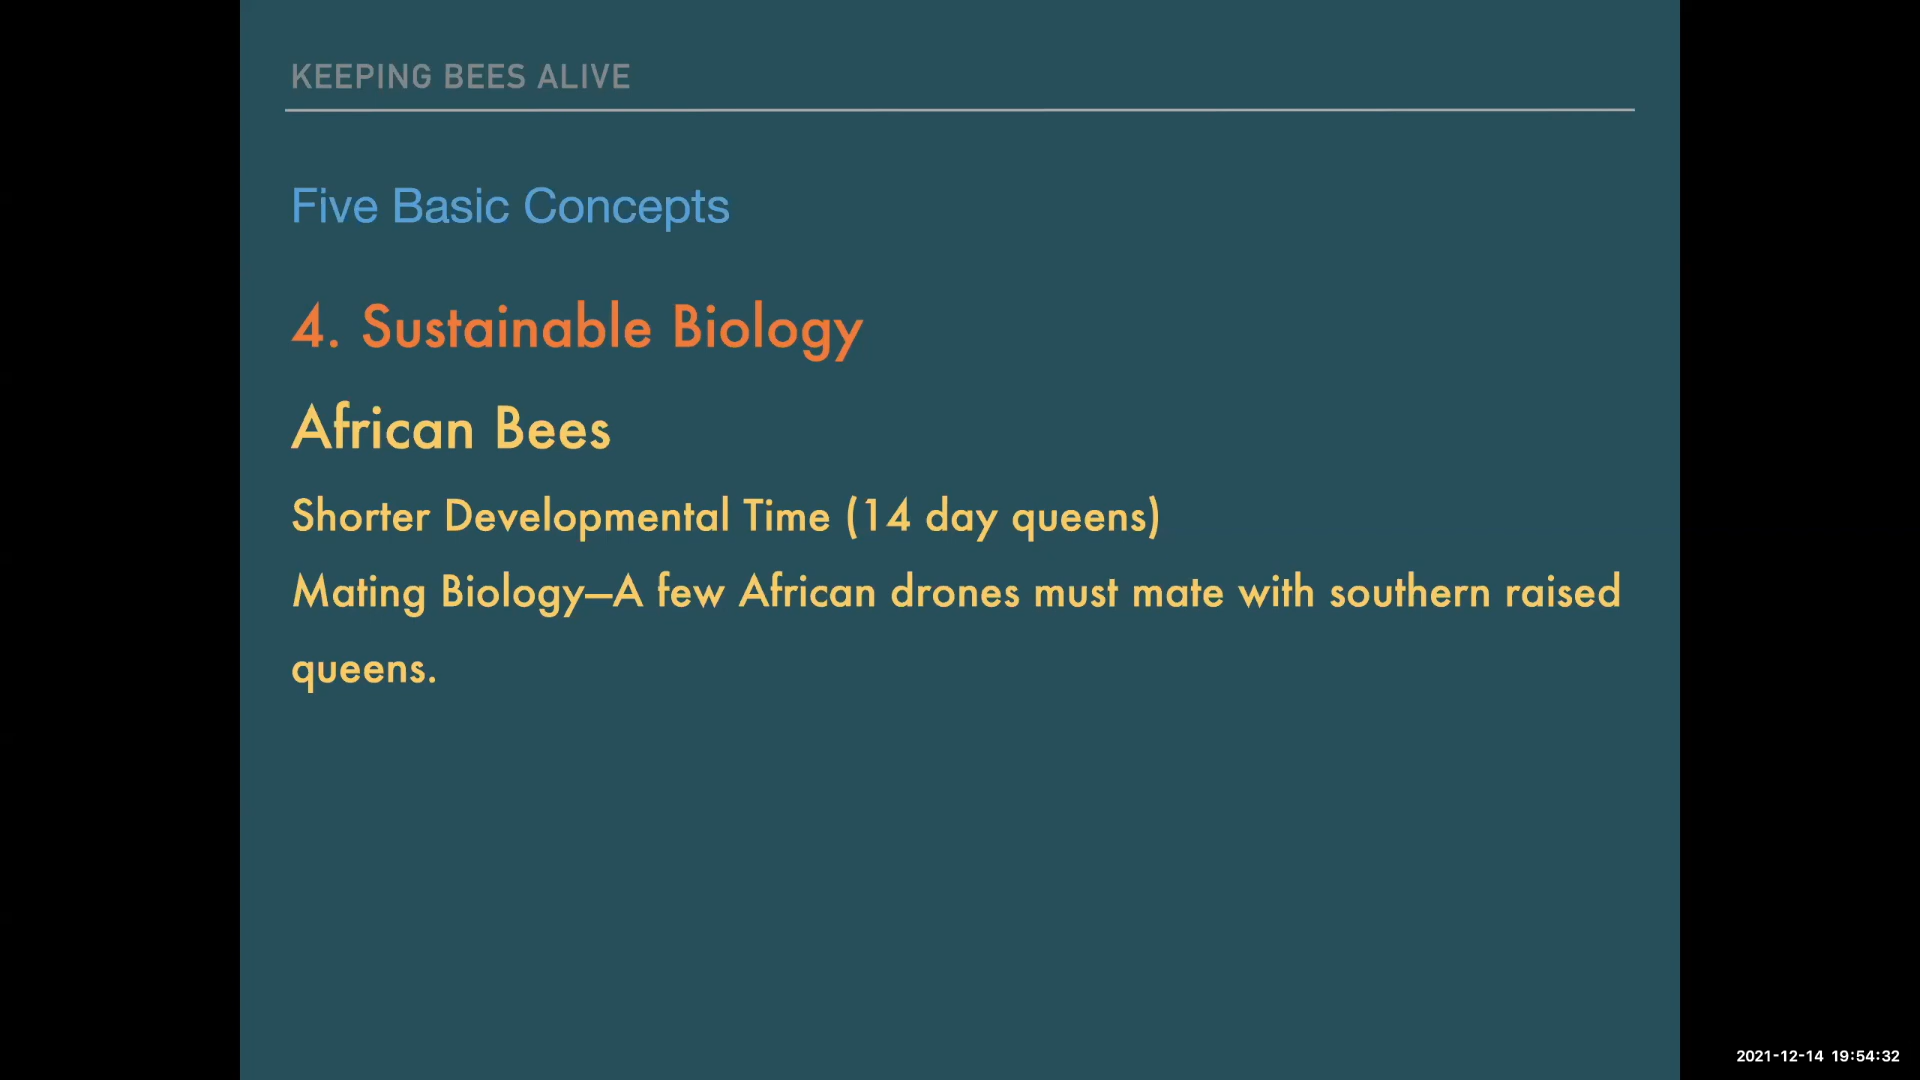 KEEPING BEES ALIVE
Five Basic Concepts
4. Sustainable Biology
African Bees
Shorter Developmental Time (14 day queens)
Mating Biology—A few African drones must mate with southern raised
queens.
2021-12-14 19:54:32